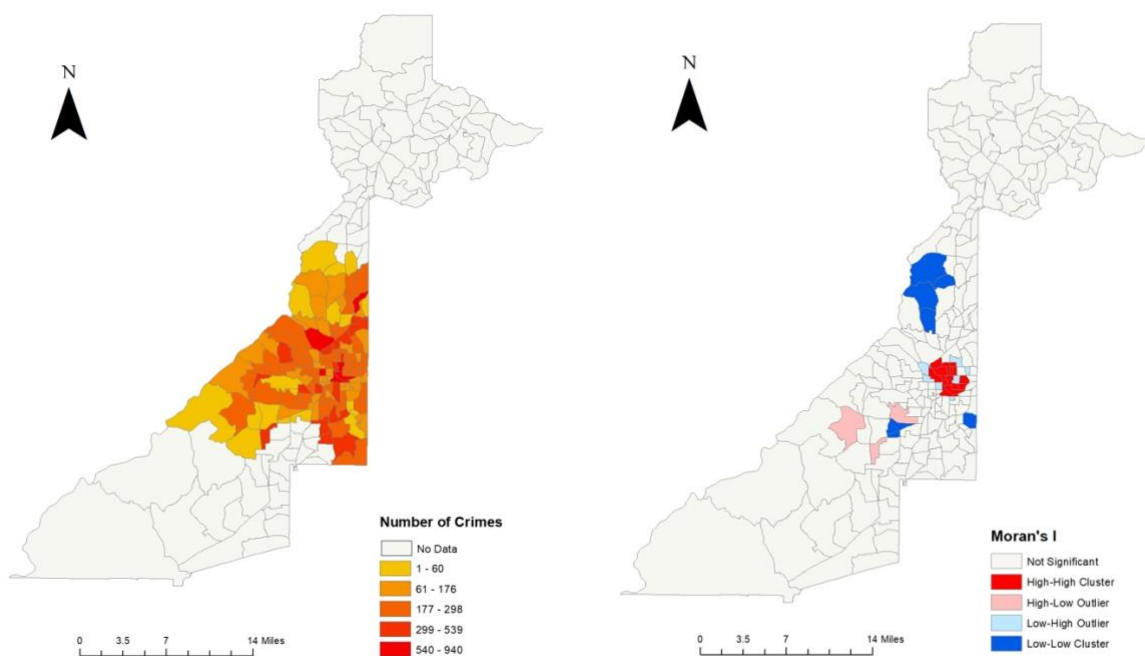 N
Number of Crimes
No Data
1 - 60
61 - 176
177 - 298
299 - 539
540 - 940
0 3.5 7 14 Miles
N
Moran's I
Not Significant
High-High Cluster
High-Low Outlier
Low-High Outlier
Low-Low Cluster
0 3.5 7 14 Miles